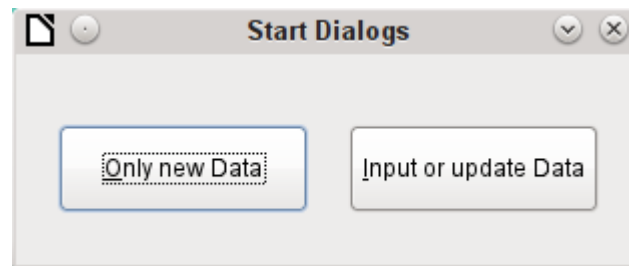 Start Dialogs
Only new Data
Input or update Data